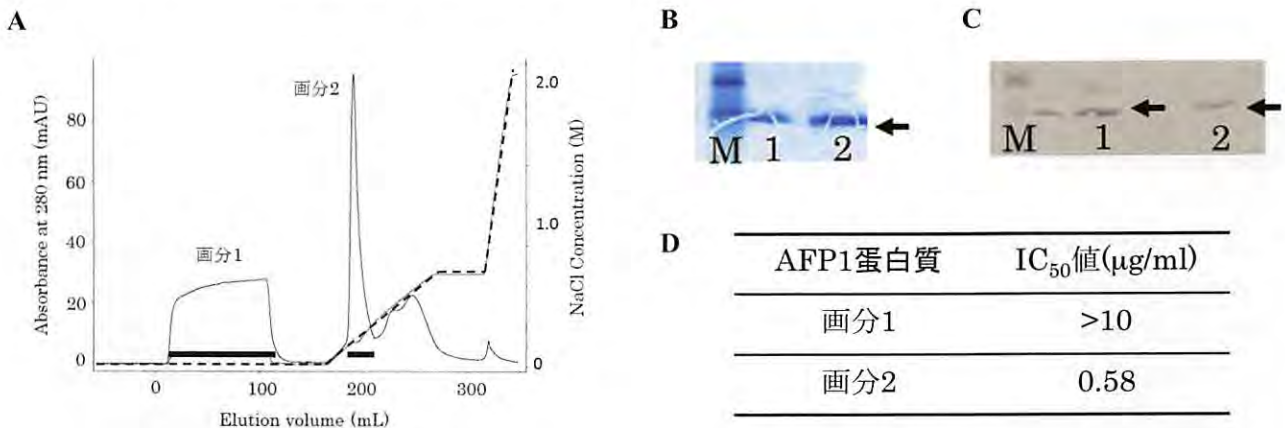 A
Absorbance at 280 nm (mAU)
80
60
40
20
0
画分1
画分2
2.0
1.0
0
NaCl Concentration (M)
0
100
200
300
Elution volume (mL)
B
M 1 2
C
M 1 2
D
AFP1蛋白質 IC50値(μg/ml)
画分1 >10
画分2 0.58